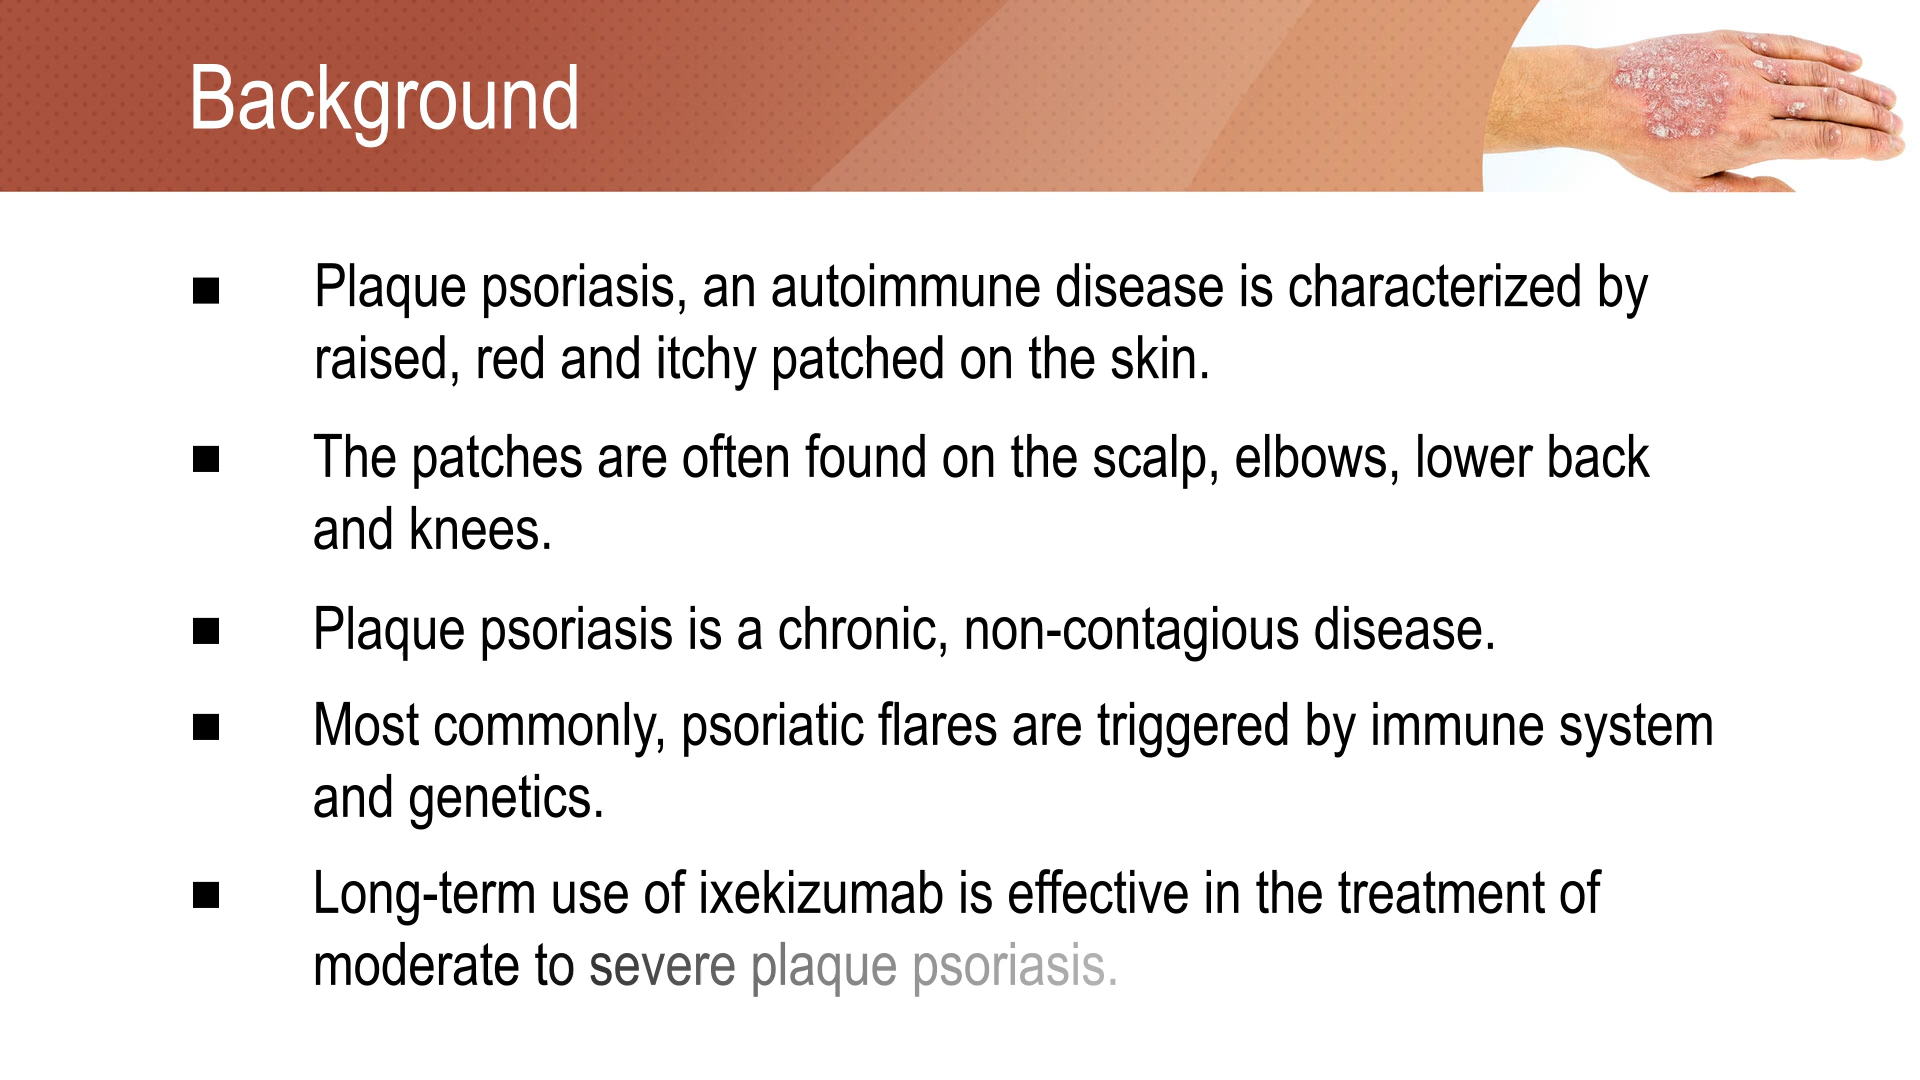 Background
■ Plaque psoriasis, an autoimmune disease is characterized by
raised, red and itchy patched on the skin.
■ The patches are often found on the scalp, elbows, lower back
and knees.
■ Plaque psoriasis is a chronic, non-contagious disease.
■ Most commonly, psoriatic flares are triggered by immune system
and genetics.
■ Long-term use of ixekizumab is effective in the treatment of
moderate to severe plaque psoriasis.